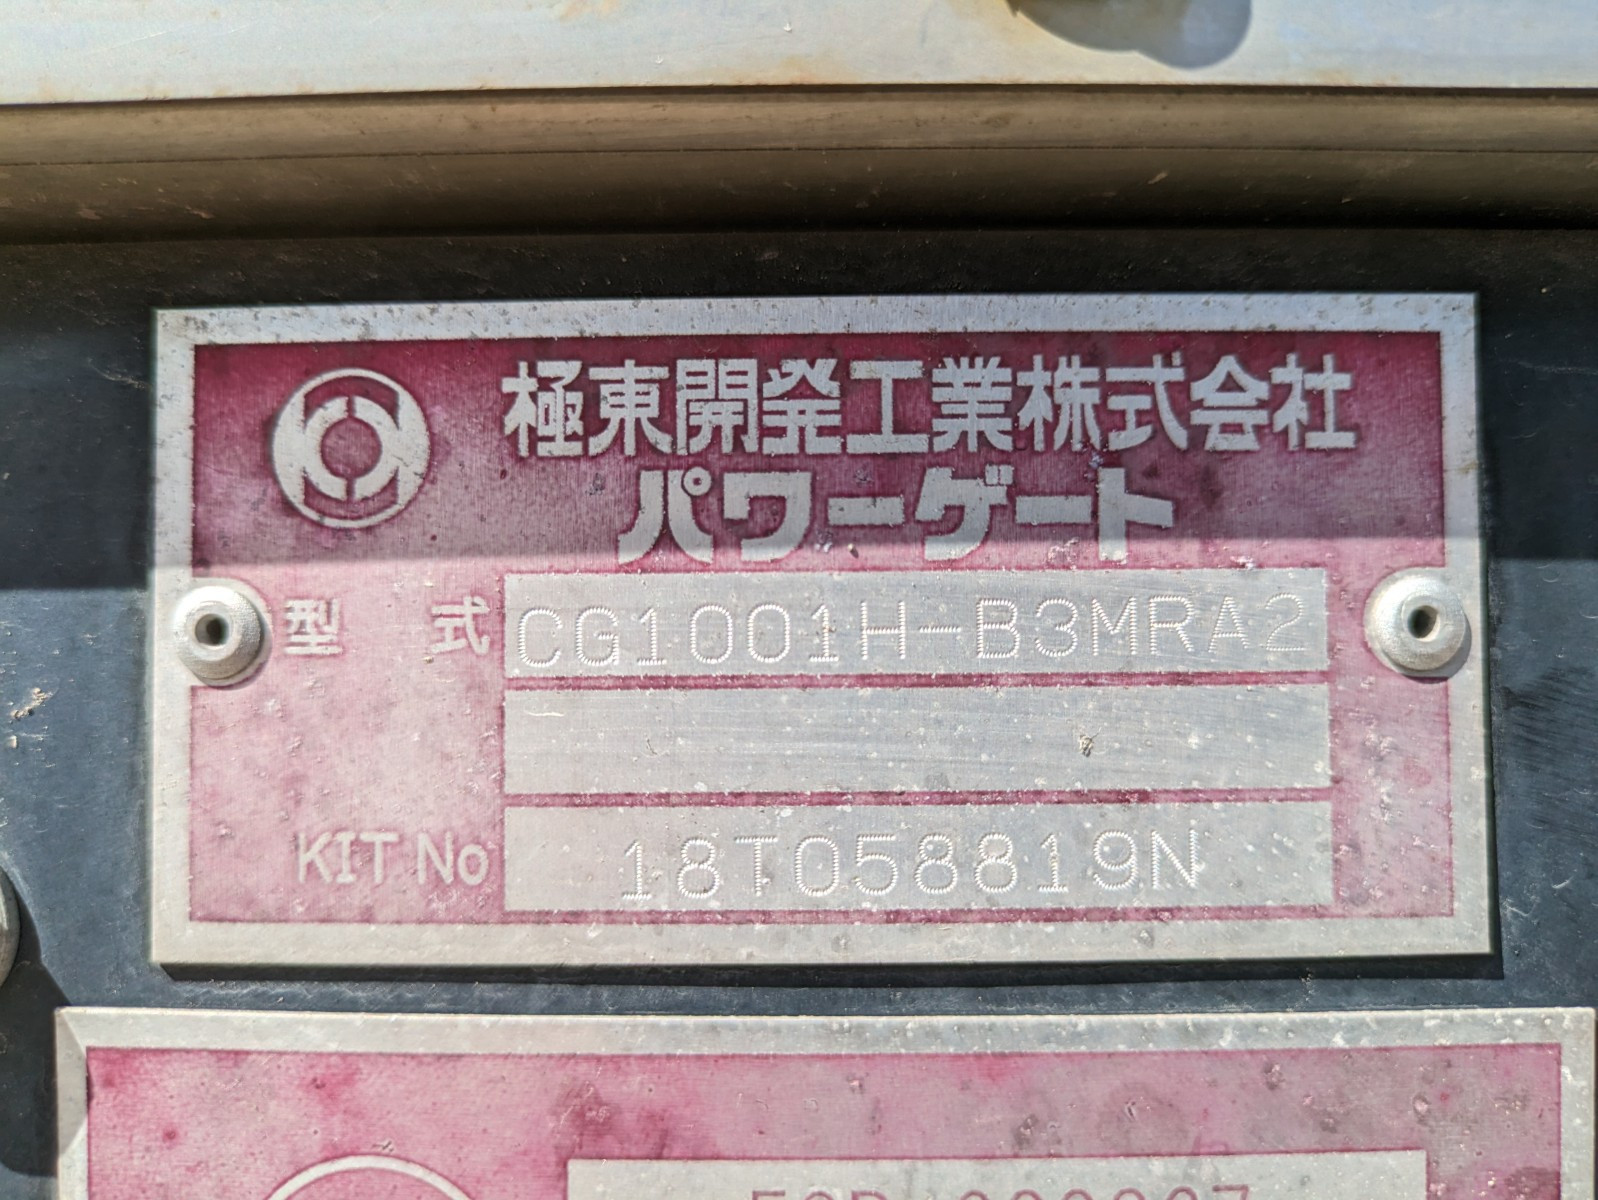 極東開発工業株式会社
パワーゲート
型 式 CG1001H-B3MRA2
KIT No 18T058819N